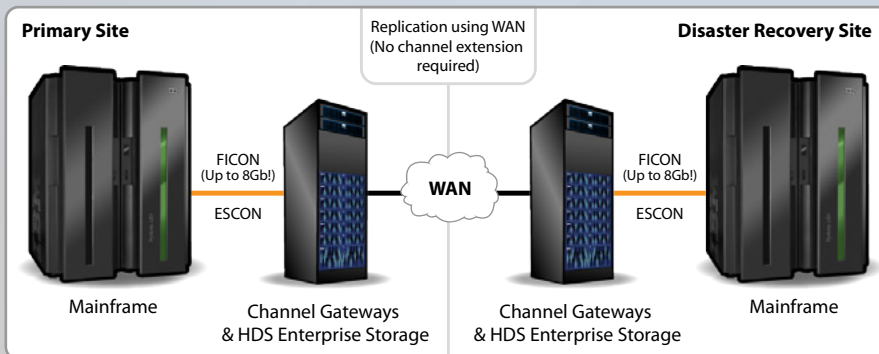 Primary Site
Replication using WAN
(No channel extension
required)
Disaster Recovery Site
FICON
(Up to 8Gb!)
ESCON
WAN
FICON
(Up to 8Gb!)
ESCON
Mainframe
Channel Gateways
& HDS Enterprise Storage
Channel Gateways
& HDS Enterprise Storage
Mainframe